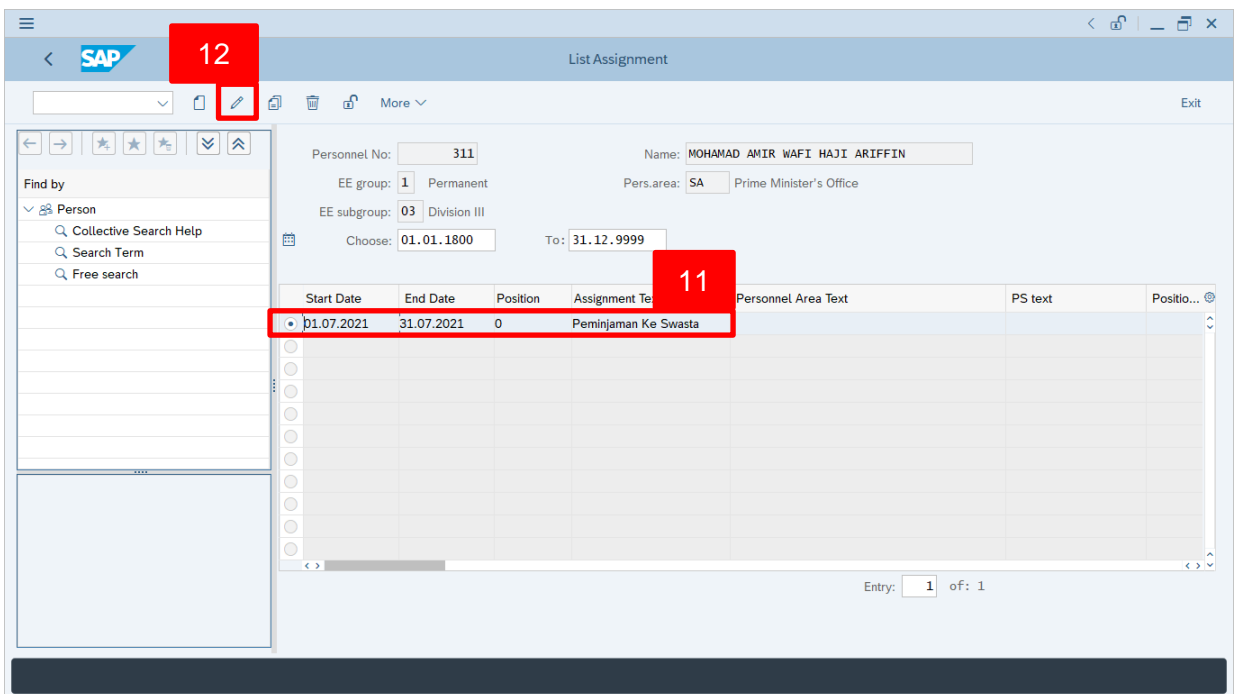 12
SAP
List Assignment
More
Exit
Personnel No: 311 Name: MOHAMAD AMIR WAFI HAJI ARIFFIN
Find by
EE group: 1 Permanent Pers.area: SA Prime Minister's Office
Person
EE subgroup: 03 Division III
Collective Search Help
Choose: 01.01.1800 To: 31.12.9999
Search Term
Free search
11
Start Date End Date Position Assignment Te Personnel Area Text PS text Positio...
01.07.2021 31.07.2021 0 Peminjaman Ke Swasta
Entry: 1 of: 1